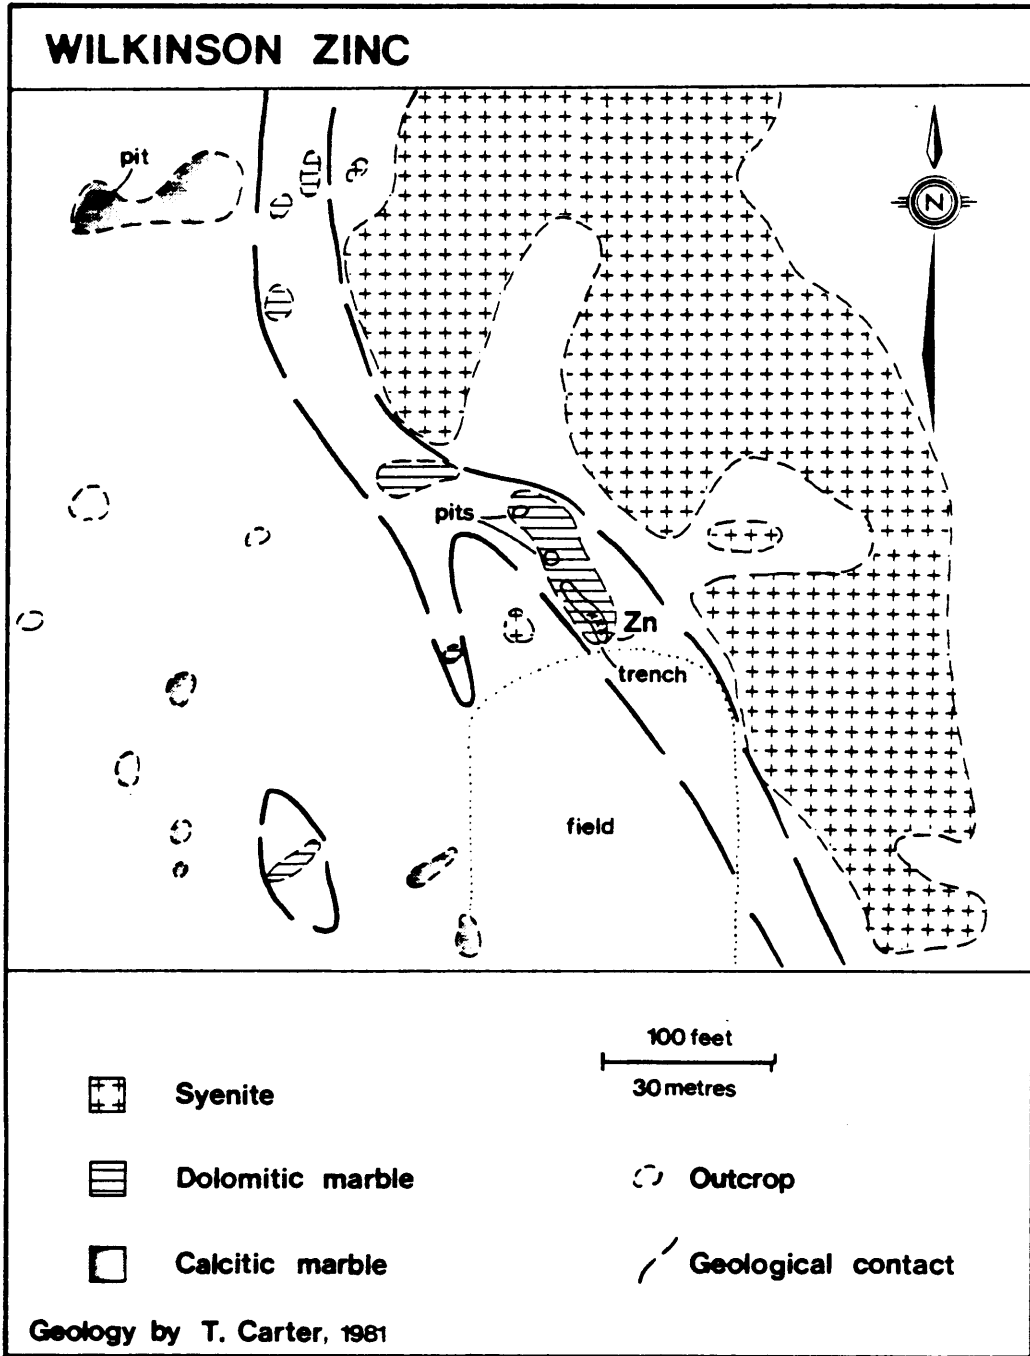 WILKINSON ZINC
pit
N
pits
Zn
trench
field
100 feet
30 metres
Syenite
Dolomitic marble
Outcrop
Calcitic marble
Geological contact
Geology by T. Carter, 1981